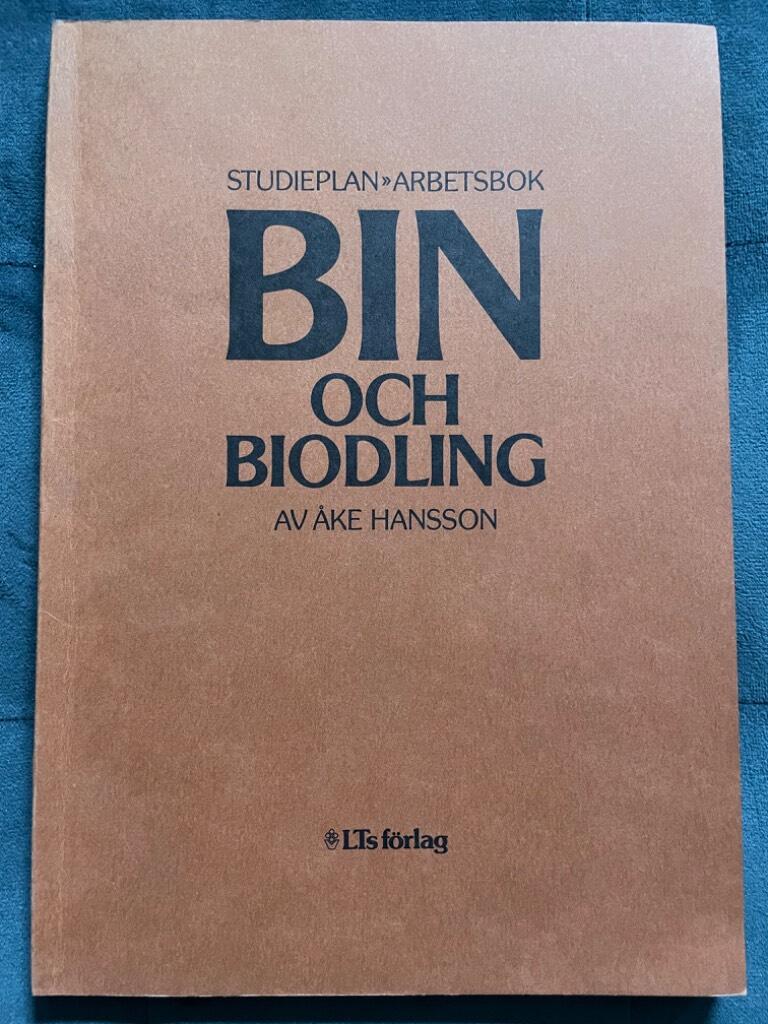 STUDIEPLAN»ARBETSBOK
BIN
OCH
BIODLING
AV ÅKE HANSSON
LTs förlag